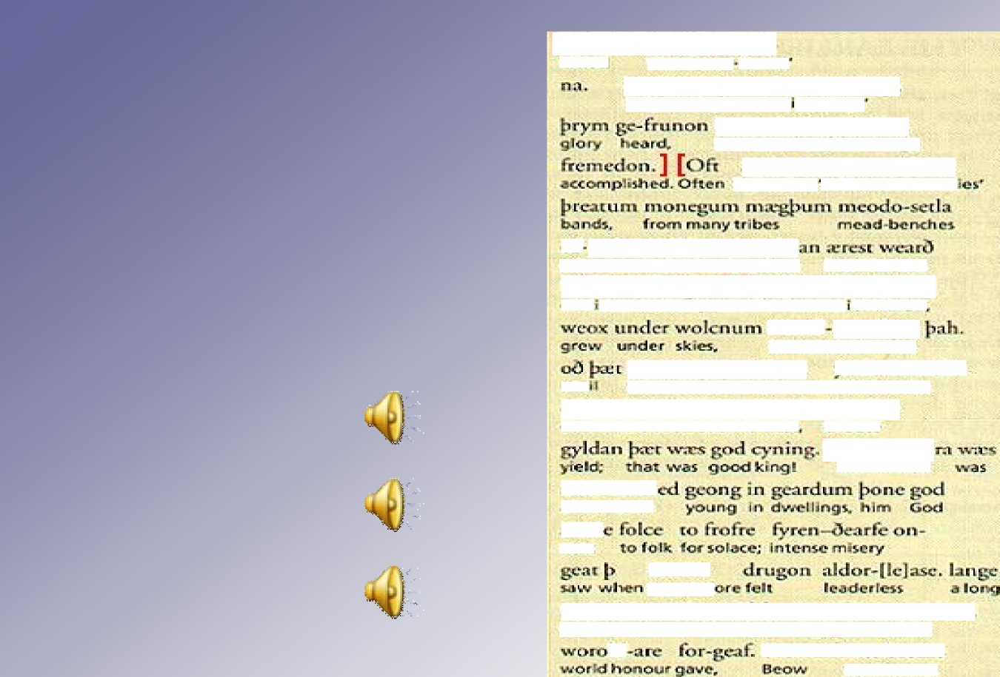 na.
þrym ge-frunon
glory heard,
fremedon.] [Oft
accomplished. Often ies'
þreatum monegum mægþum meodo-setla
bands, from many tribes mead-benches
an ærest wearð
weox under wolcnum - þah.
grew under skies,
oð þæt
il
gyldan þæt wæs god cyning. ra wæs
yield; that was good king! was
ed geong in geardum þone god
young in dwellings, him God
e folce to frofre fyren–ðearfe on-
to folk for solace; intense misery
geat þ drugon aldor-[le]ase. lange
saw when ore felt leaderless a long
woro -are for-geaf.
world honour gave, Beow